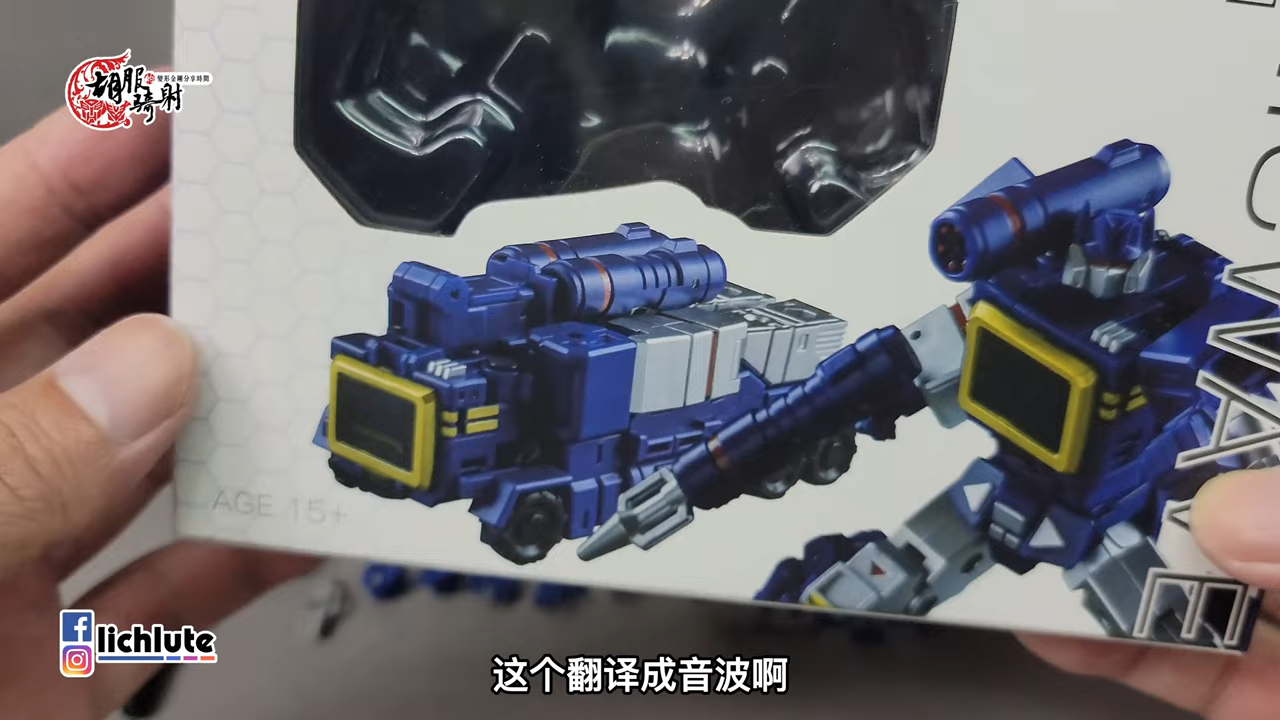 胡服騎射
變形金剛分享時間
AGE 15+
lichlute
这个翻译成音波啊